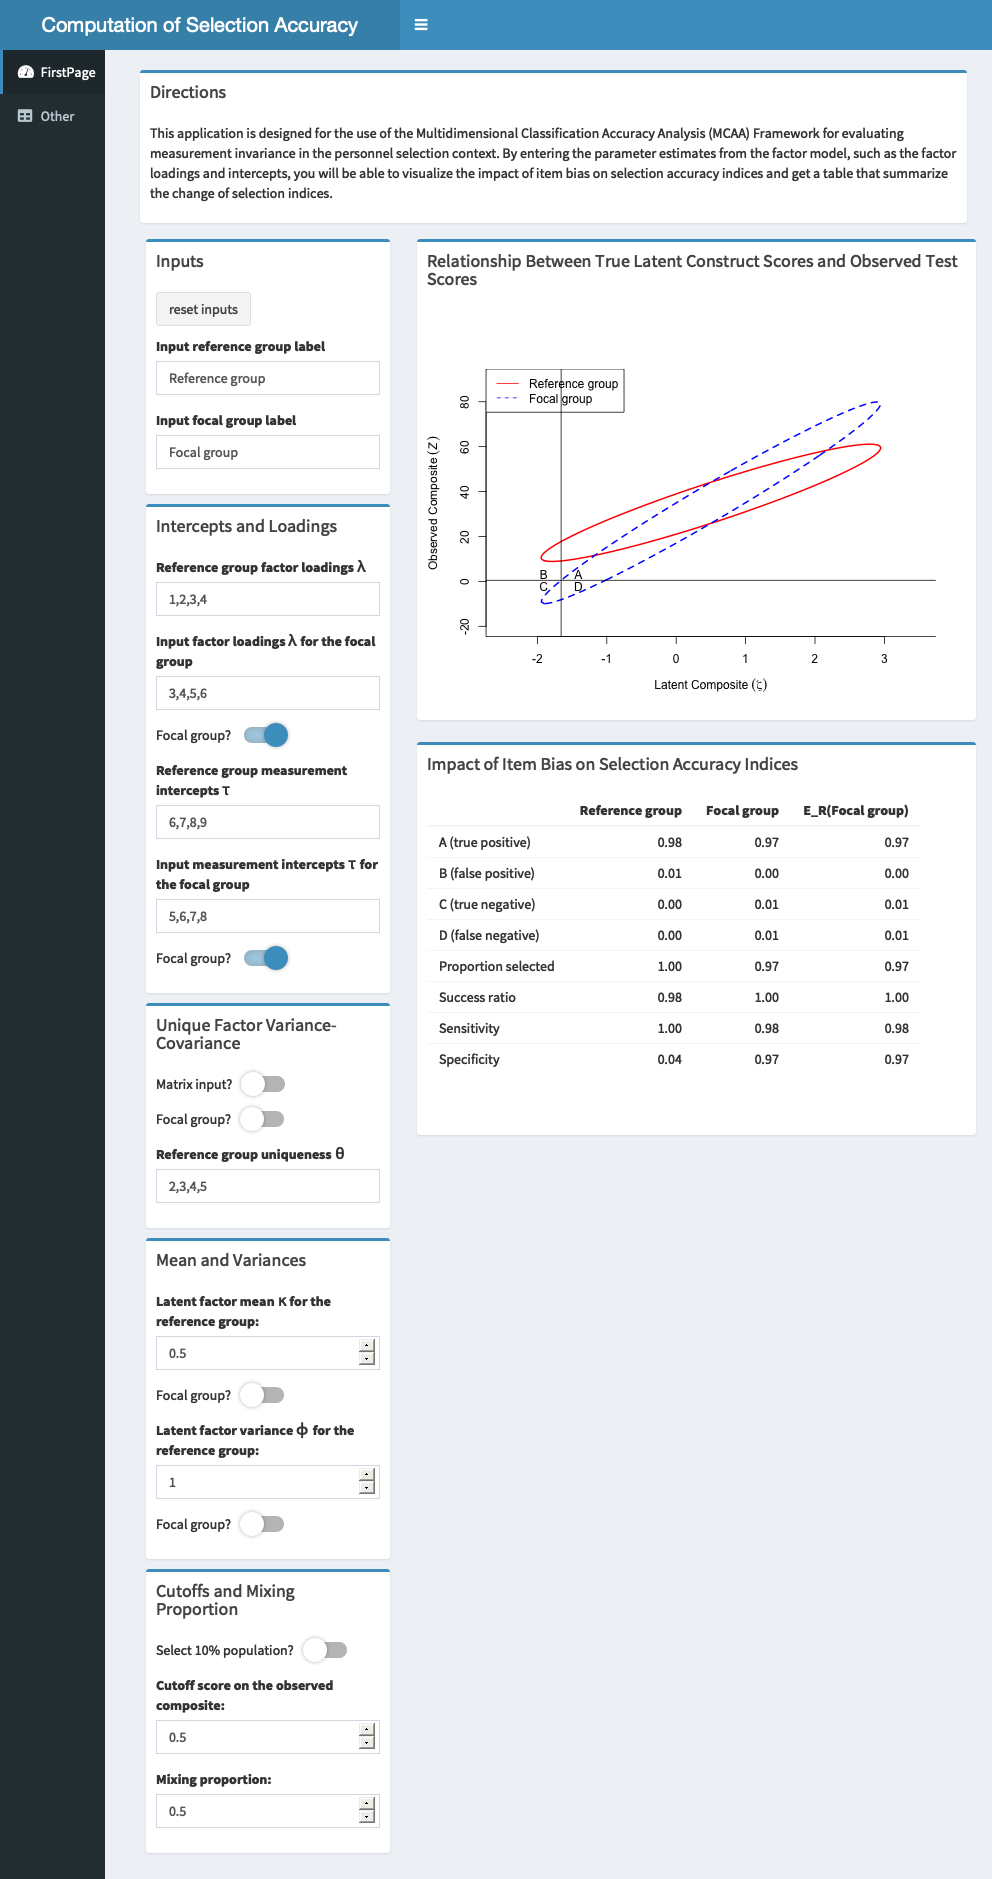 Computation of Selection Accuracy
FirstPage
Other
Directions
This application is designed for the use of the Multidimensional Classification Accuracy Analysis (MCAA) Framework for evaluating
measurement invariance in the personnel selection context. By entering the parameter estimates from the factor model, such as the factor
loadings and intercepts, you will be able to visualize the impact of item bias on selection accuracy indices and get a table that summarize
the change of selection indices.
Inputs
reset inputs
Input reference group label
Reference group
Input focal group label
Focal group
Intercepts and Loadings
Reference group factor loadings λ
1,2,3,4
Input factor loadings λ for the focal
group
3,4,5,6
Focal group?
Reference group measurement
intercepts τ
6,7,8,9
Input measurement intercepts τ for
the focal group
5,6,7,8
Focal group?
Unique Factor Variance-
Covariance
Matrix input?
Focal group?
Reference group uniqueness θ
2,3,4,5
Mean and Variances
Latent factor mean κ for the
reference group:
0.5
Focal group?
Latent factor variance ϕ for the
reference group:
1
Focal group?
Cutoffs and Mixing
Proportion
Select 10% population?
Cutoff score on the observed
composite:
0.5
Mixing proportion:
0.5
Relationship Between True Latent Construct Scores and Observed Test
Scores
Reference group
Focal group
Observed Composite (Z)
80
60
40
20
0
-20
B A
C D
-2 -1 0 1 2 3
Latent Composite (ζ)
Impact of Item Bias on Selection Accuracy Indices
Reference group Focal group E_R(Focal group)
A (true positive) 0.98 0.97 0.97
B (false positive) 0.01 0.00 0.00
C (true negative) 0.00 0.01 0.01
D (false negative) 0.00 0.01 0.01
Proportion selected 1.00 0.97 0.97
Success ratio 0.98 1.00 1.00
Sensitivity 1.00 0.98 0.98
Specificity 0.04 0.97 0.97